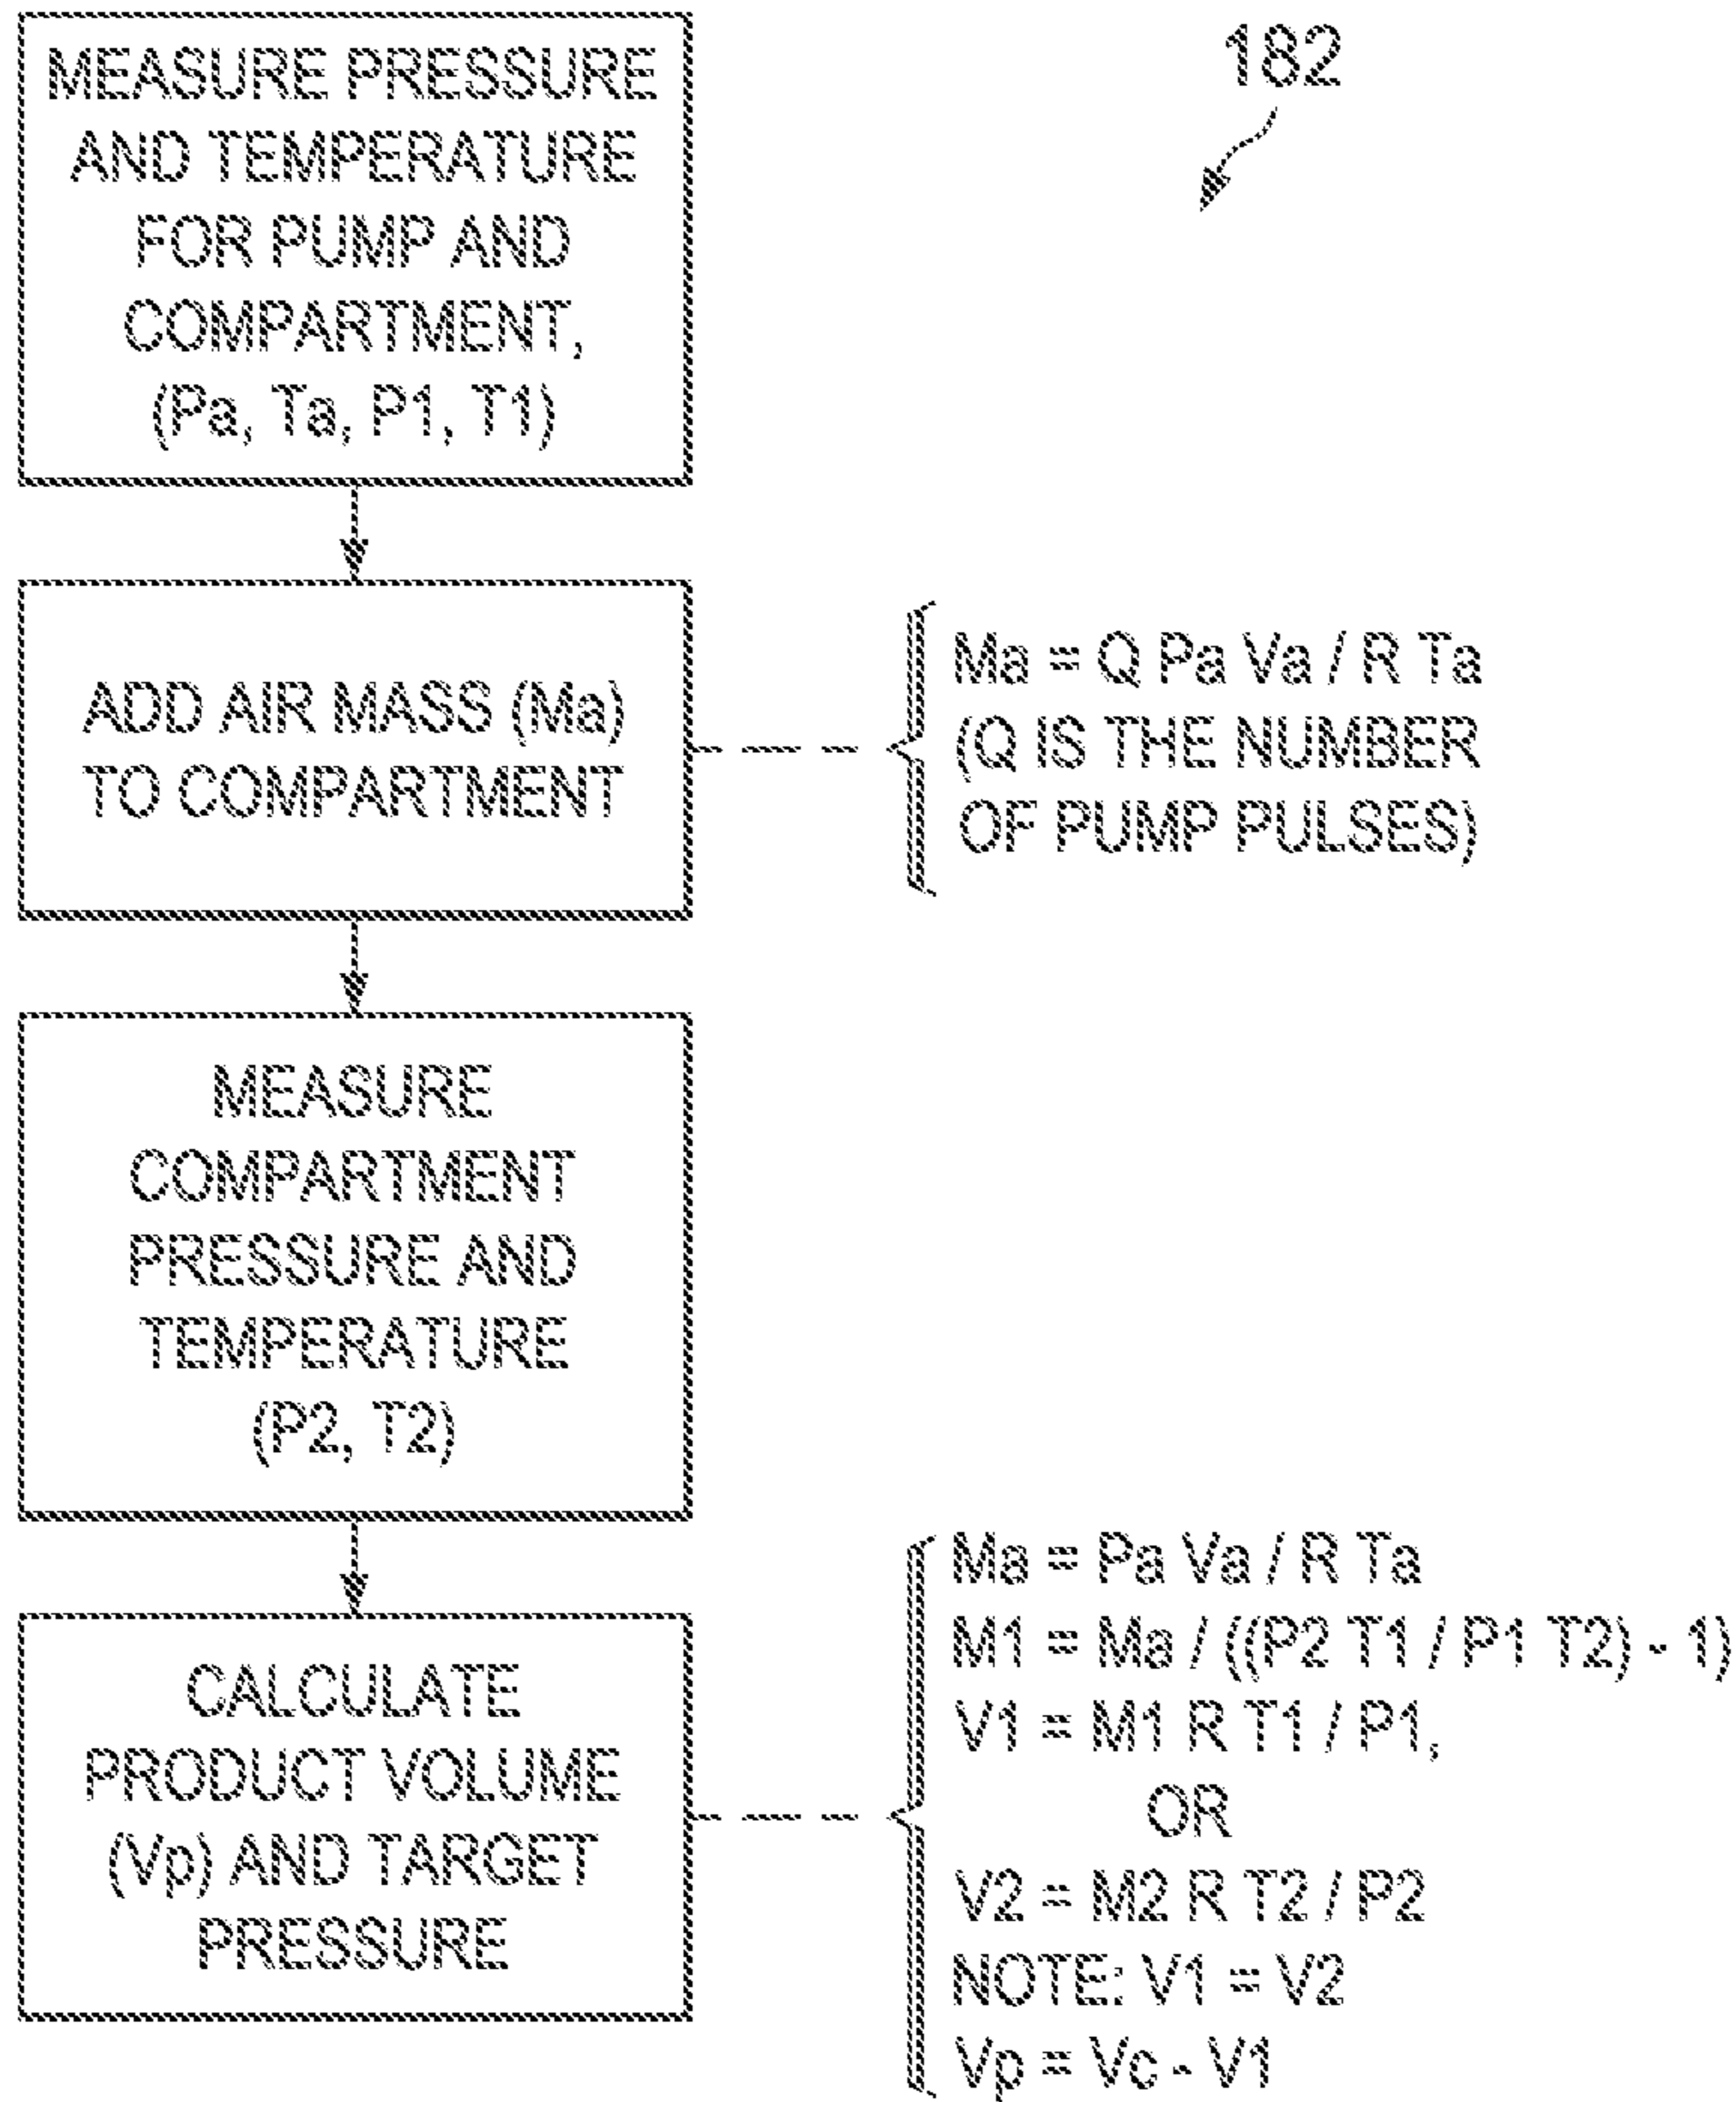 182
MEASURE PRESSURE
AND TEMPERATURE
FOR PUMP AND
COMPARTMENT,
(Pa, Ta, P1, T1)
ADD AIR MASS (Ma)
TO COMPARTMENT
Ma = Q Pa Va / R Ta
(Q IS THE NUMBER
OF PUMP PULSES)
MEASURE
COMPARTMENT
PRESSURE AND
TEMPERATURE
(P2, T2)
CALCULATE
PRODUCT VOLUME
(Vp) AND TARGET
PRESSURE
Ma = Pa Va / R Ta
M1 = Ma / ((P2 T1 / P1 T2) - 1)
V1 = M1 R T1 / P1,
OR
V2 = M2 R T2 / P2
NOTE: V1 = V2
Vp = Vc - V1